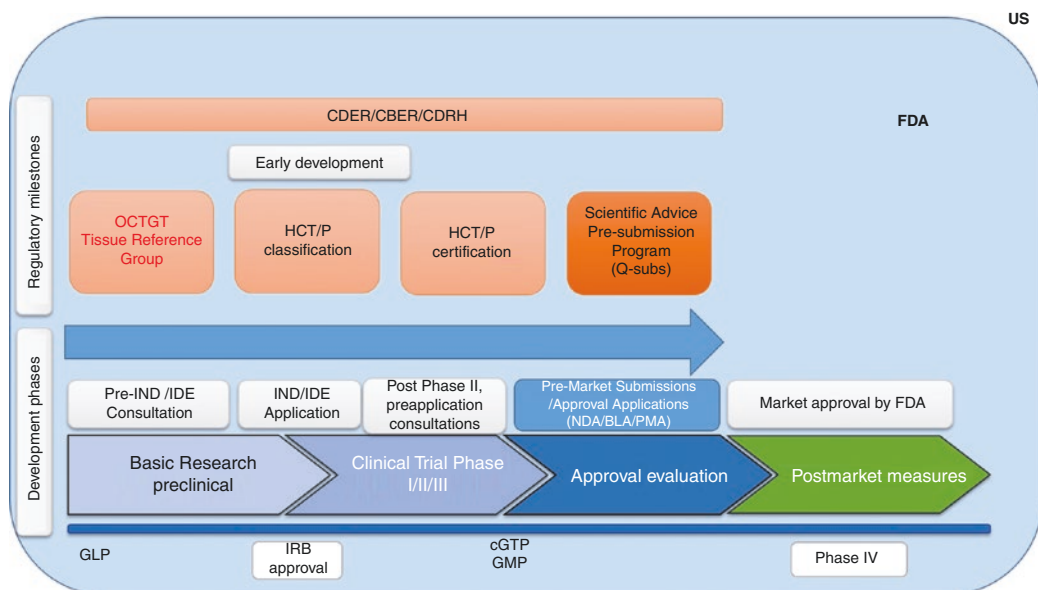 US
FDA
CDER/CBER/CDRH
Regulatory milestones
Early development
OCTGT
Tissue Reference
Group
HCT/P
classification
HCT/P
certification
Scientific Advice
Pre-submission
Program
(Q-subs)
Development phases
Pre-IND /IDE
Consultation
IND/IDE
Application
Post Phase II,
preapplication
consultations
Pre-Market Submissions
/Approval Applications
(NDA/BLA/PMA)
Market approval by FDA
Basic Research
preclinical
Clinical Trial Phase
I/II/III
Approval evaluation
Postmarket measures
GLP
IRB
approval
cGTP
GMP
Phase IV